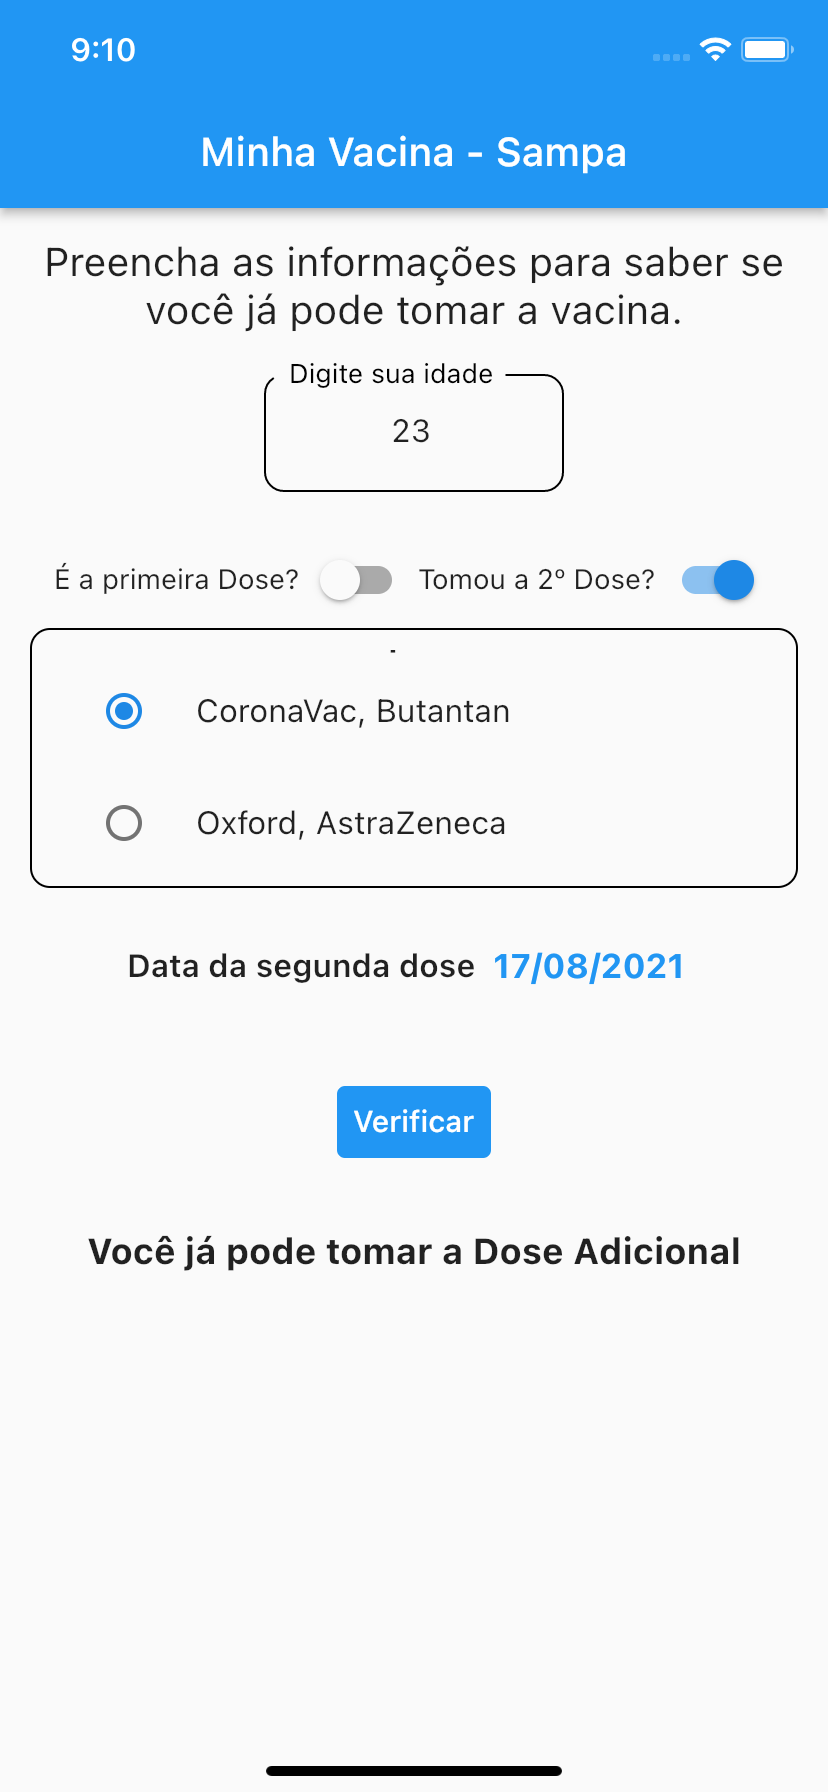 9:10
Minha Vacina - Sampa
Preencha as informações para saber se
você já pode tomar a vacina.
Digite sua idade
23
É a primeira Dose?
Tomou a 2º Dose?
CoronaVac, Butantan
Oxford, AstraZeneca
Data da segunda dose 17/08/2021
Verificar
Você já pode tomar a Dose Adicional